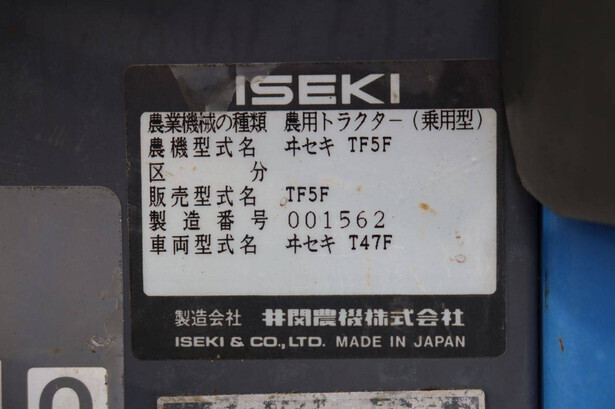 ISEKI
農業機械の種類 農用トラクター(乗用型)
農機型式名 ヰセキ TF5F
区分
販売型式名 TF5F
製造番号 001562
車両型式名 ヰセキ T47F
製造会社 井関農機株式会社
ISEKI & CO., LTD. MADE IN JAPAN